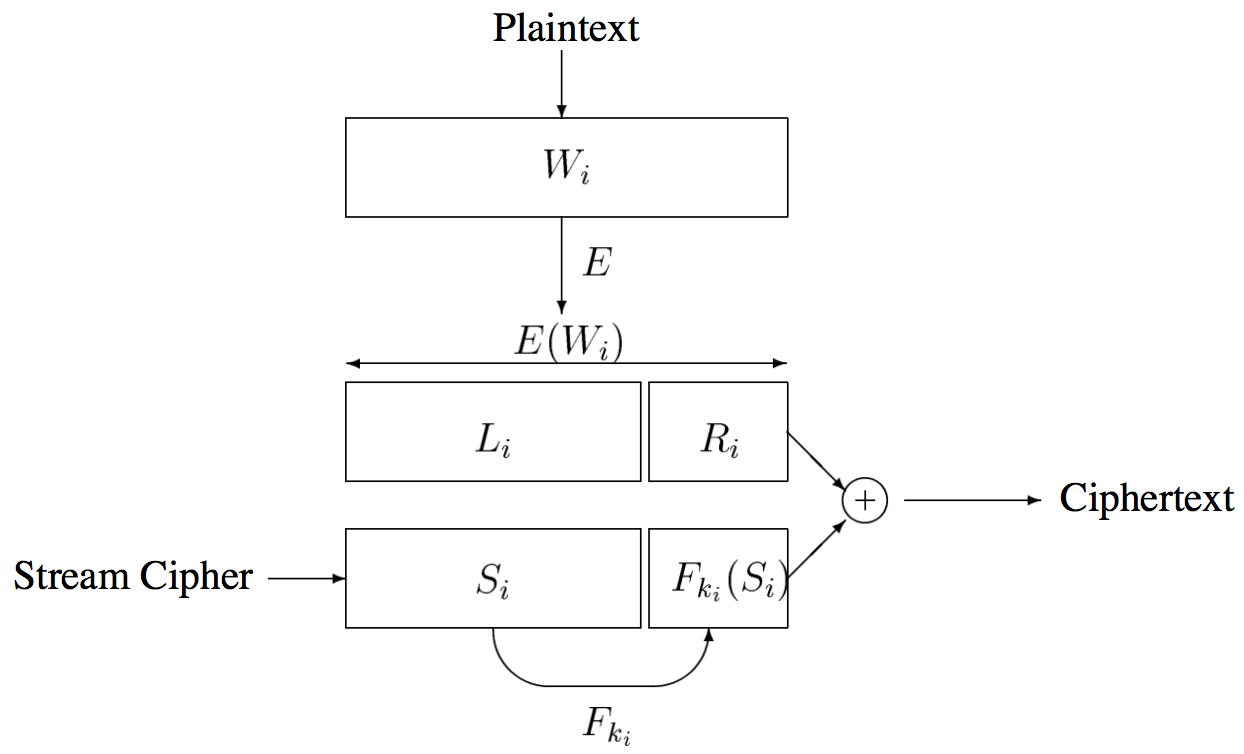 Plaintext
W_i
E
E(W_i)
L_i
R_i
+
Ciphertext
Stream Cipher
S_i
F_{k_i}(S_i)
F_{k_i}